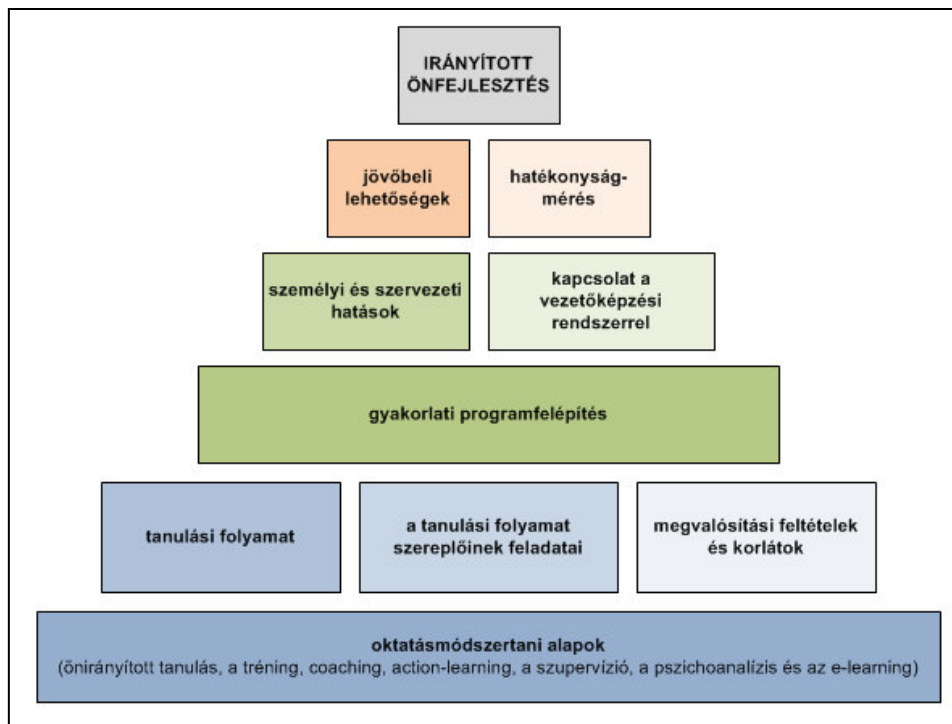 IRÁNYÍTOTT
ÖNFEJLESZTÉS
jövőbeli
lehetőségek
hatékonyság-
mérés
személyi és szervezeti
hatások
kapcsolat a
vezetőképzési
rendszerrel
gyakorlati programfelépítés
tanulási folyamat
a tanulási folyamat
szereplőinek feladatai
megvalósítási feltételek
és korlátok
oktatásmódszertani alapok
(önirányított tanulás, a tréning, coaching, action-learning, a szupervízió, a pszichoanalízis és az e-learning)